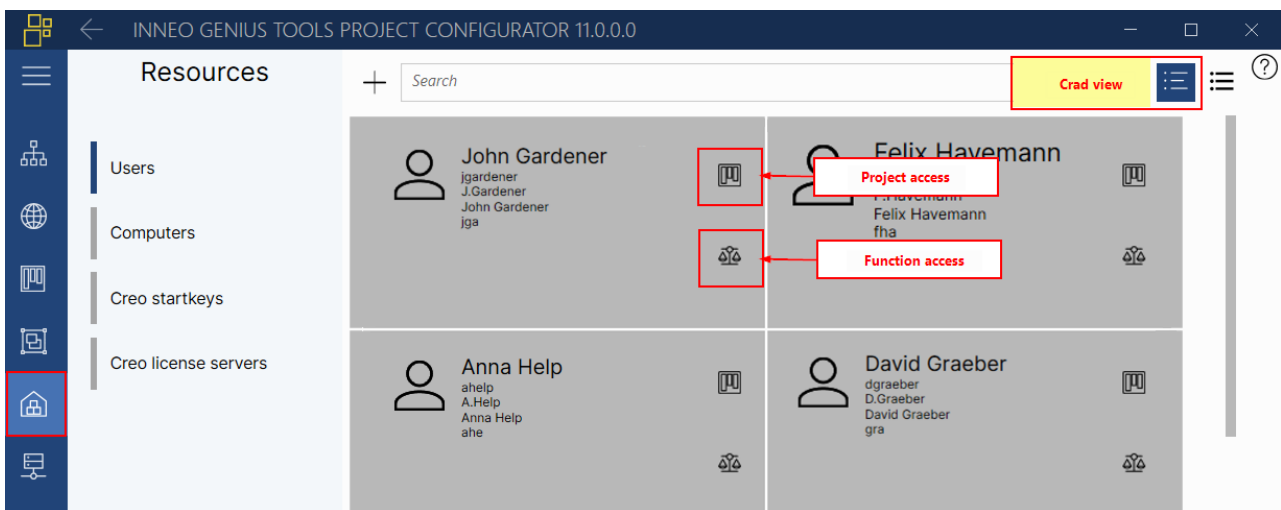 INNEO GENIUS TOOLS PROJECT CONFIGURATOR 11.0.0.0
Resources
Search
Crad view
?
Users
Computers
Creo startkeys
Creo license servers
John Gardener
jgardener
J.Gardener
John Gardener
jga
Project access
Function access
Felix Havemann
F.Havemann
Felix Havemann
fha
Anna Help
ahelp
A.Help
Anna Help
ahe
David Graeber
dgraeber
D.Graeber
David Graeber
gra